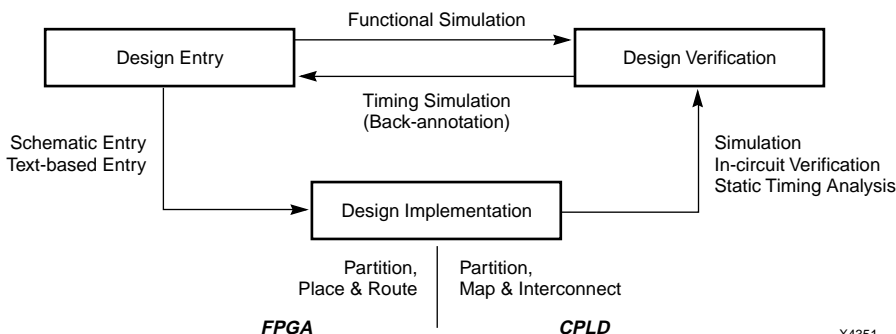 Functional Simulation
Design Entry
Design Verification
Timing Simulation
(Back-annotation)
Schematic Entry
Text-based Entry
Simulation
In-circuit Verification
Static Timing Analysis
Design Implementation
Partition,
Place & Route
Partition,
Map & Interconnect
FPGA
CPLD
X4351